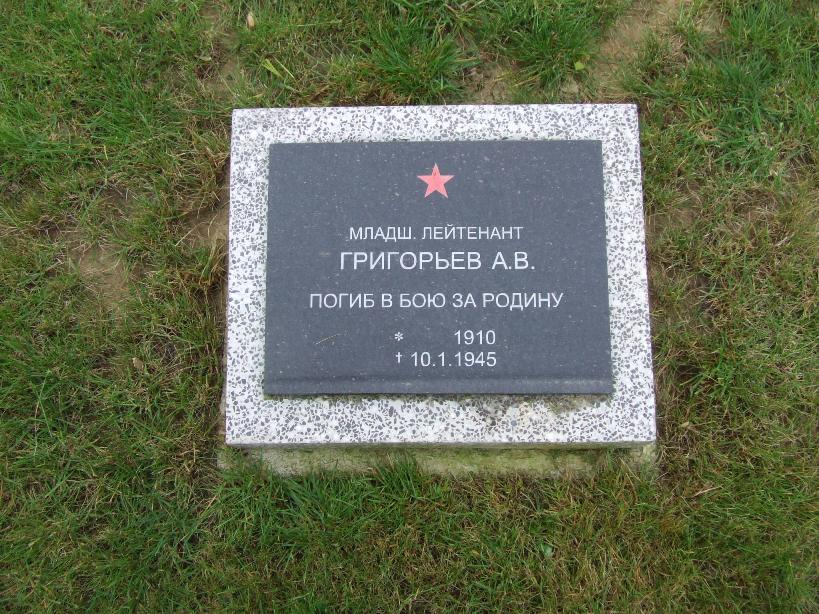 МЛАДШ. ЛЕЙТЕНАНТ
ГРИГОРЬЕВ А.В.
ПОГИБ В БОЮ ЗА РОДИНУ
* 1910
† 10.1.1945